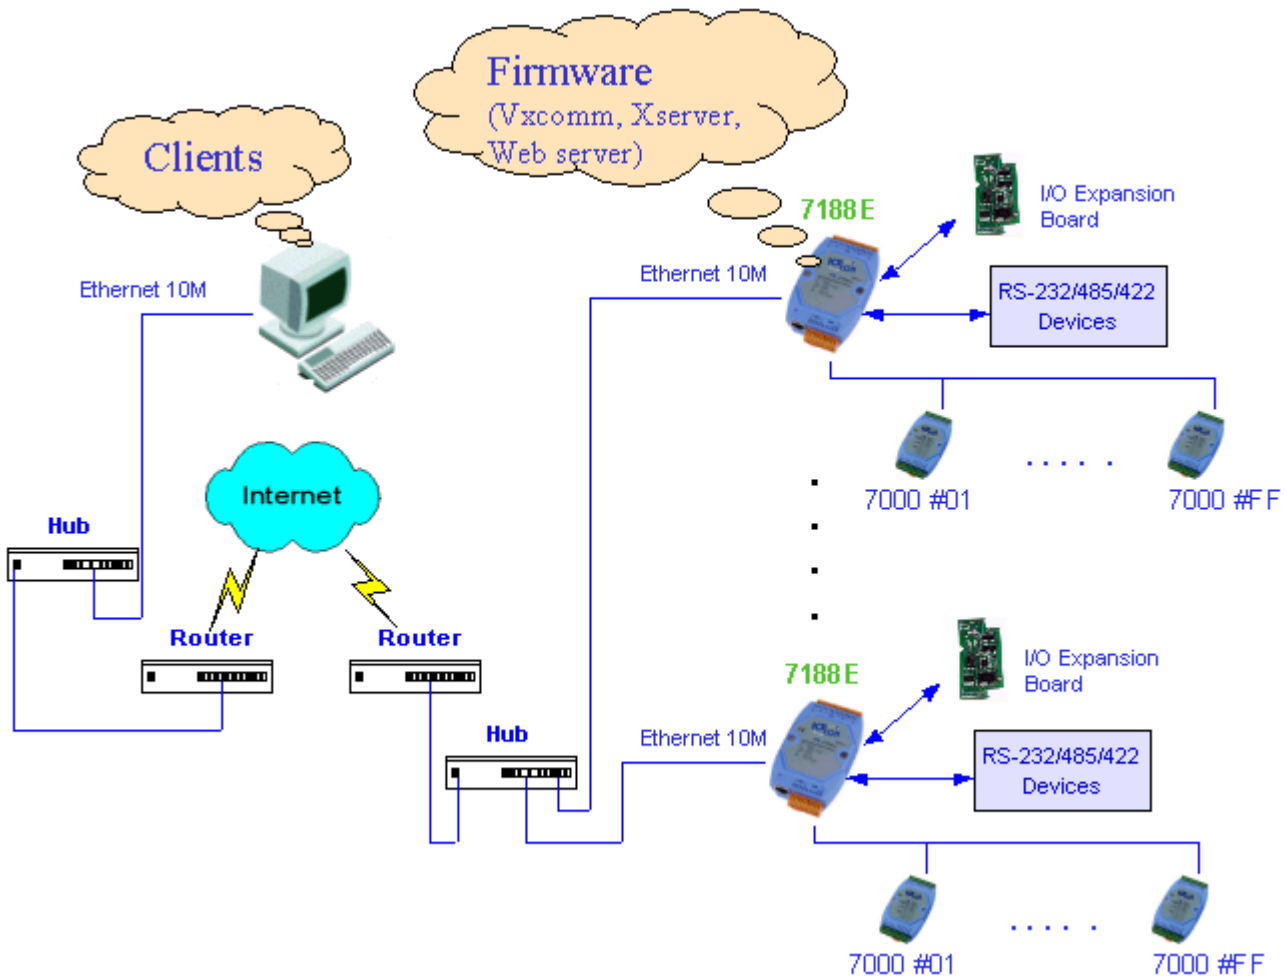 Firmware
(Vxcomm, Xserver,
Web server)
Clients
7188E
I/O Expansion
Board
Ethernet 10M
Ethernet 10M
RS-232/485/422
Devices
7000 #01
. . . . .
7000 #FF
Internet
Hub
Router
Router
7188E
I/O Expansion
Board
Hub
Ethernet 10M
RS-232/485/422
Devices
7000 #01
. . . . .
7000 #FF